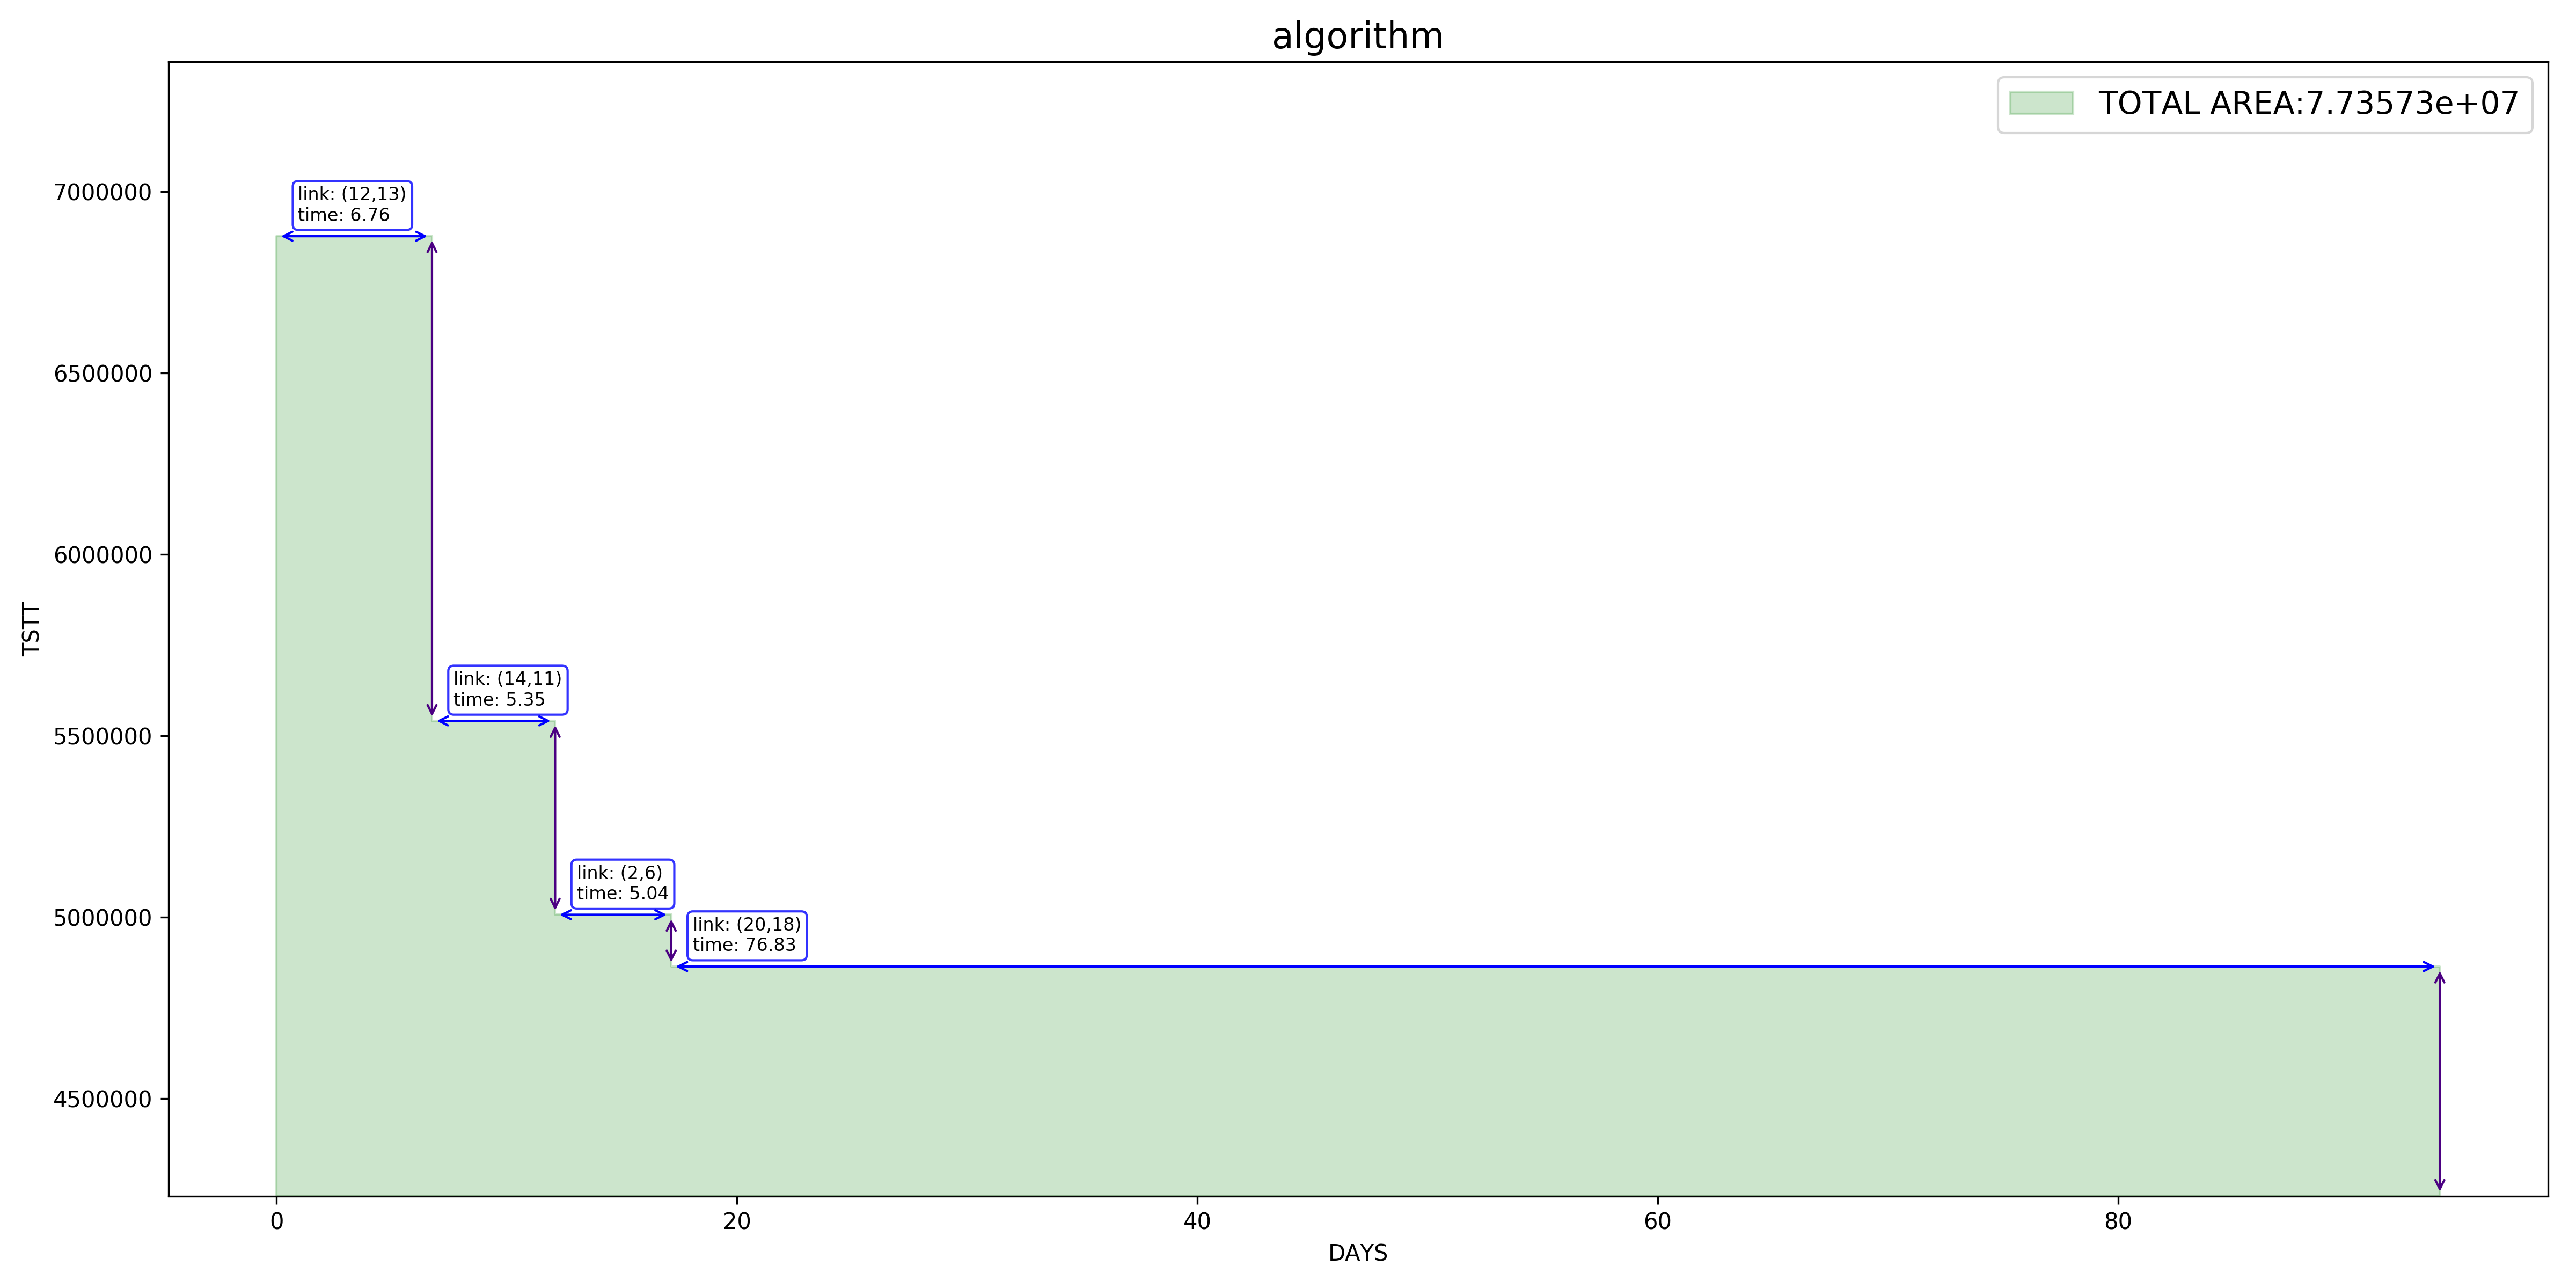 algorithm
TOTAL AREA:7.73573e+07
7000000
6500000
6000000
5500000
5000000
4500000
TSTT
link: (12,13)
time: 6.76
link: (14,11)
time: 5.35
link: (2,6)
time: 5.04
link: (20,18)
time: 76.83
0 20 40 60 80
DAYS